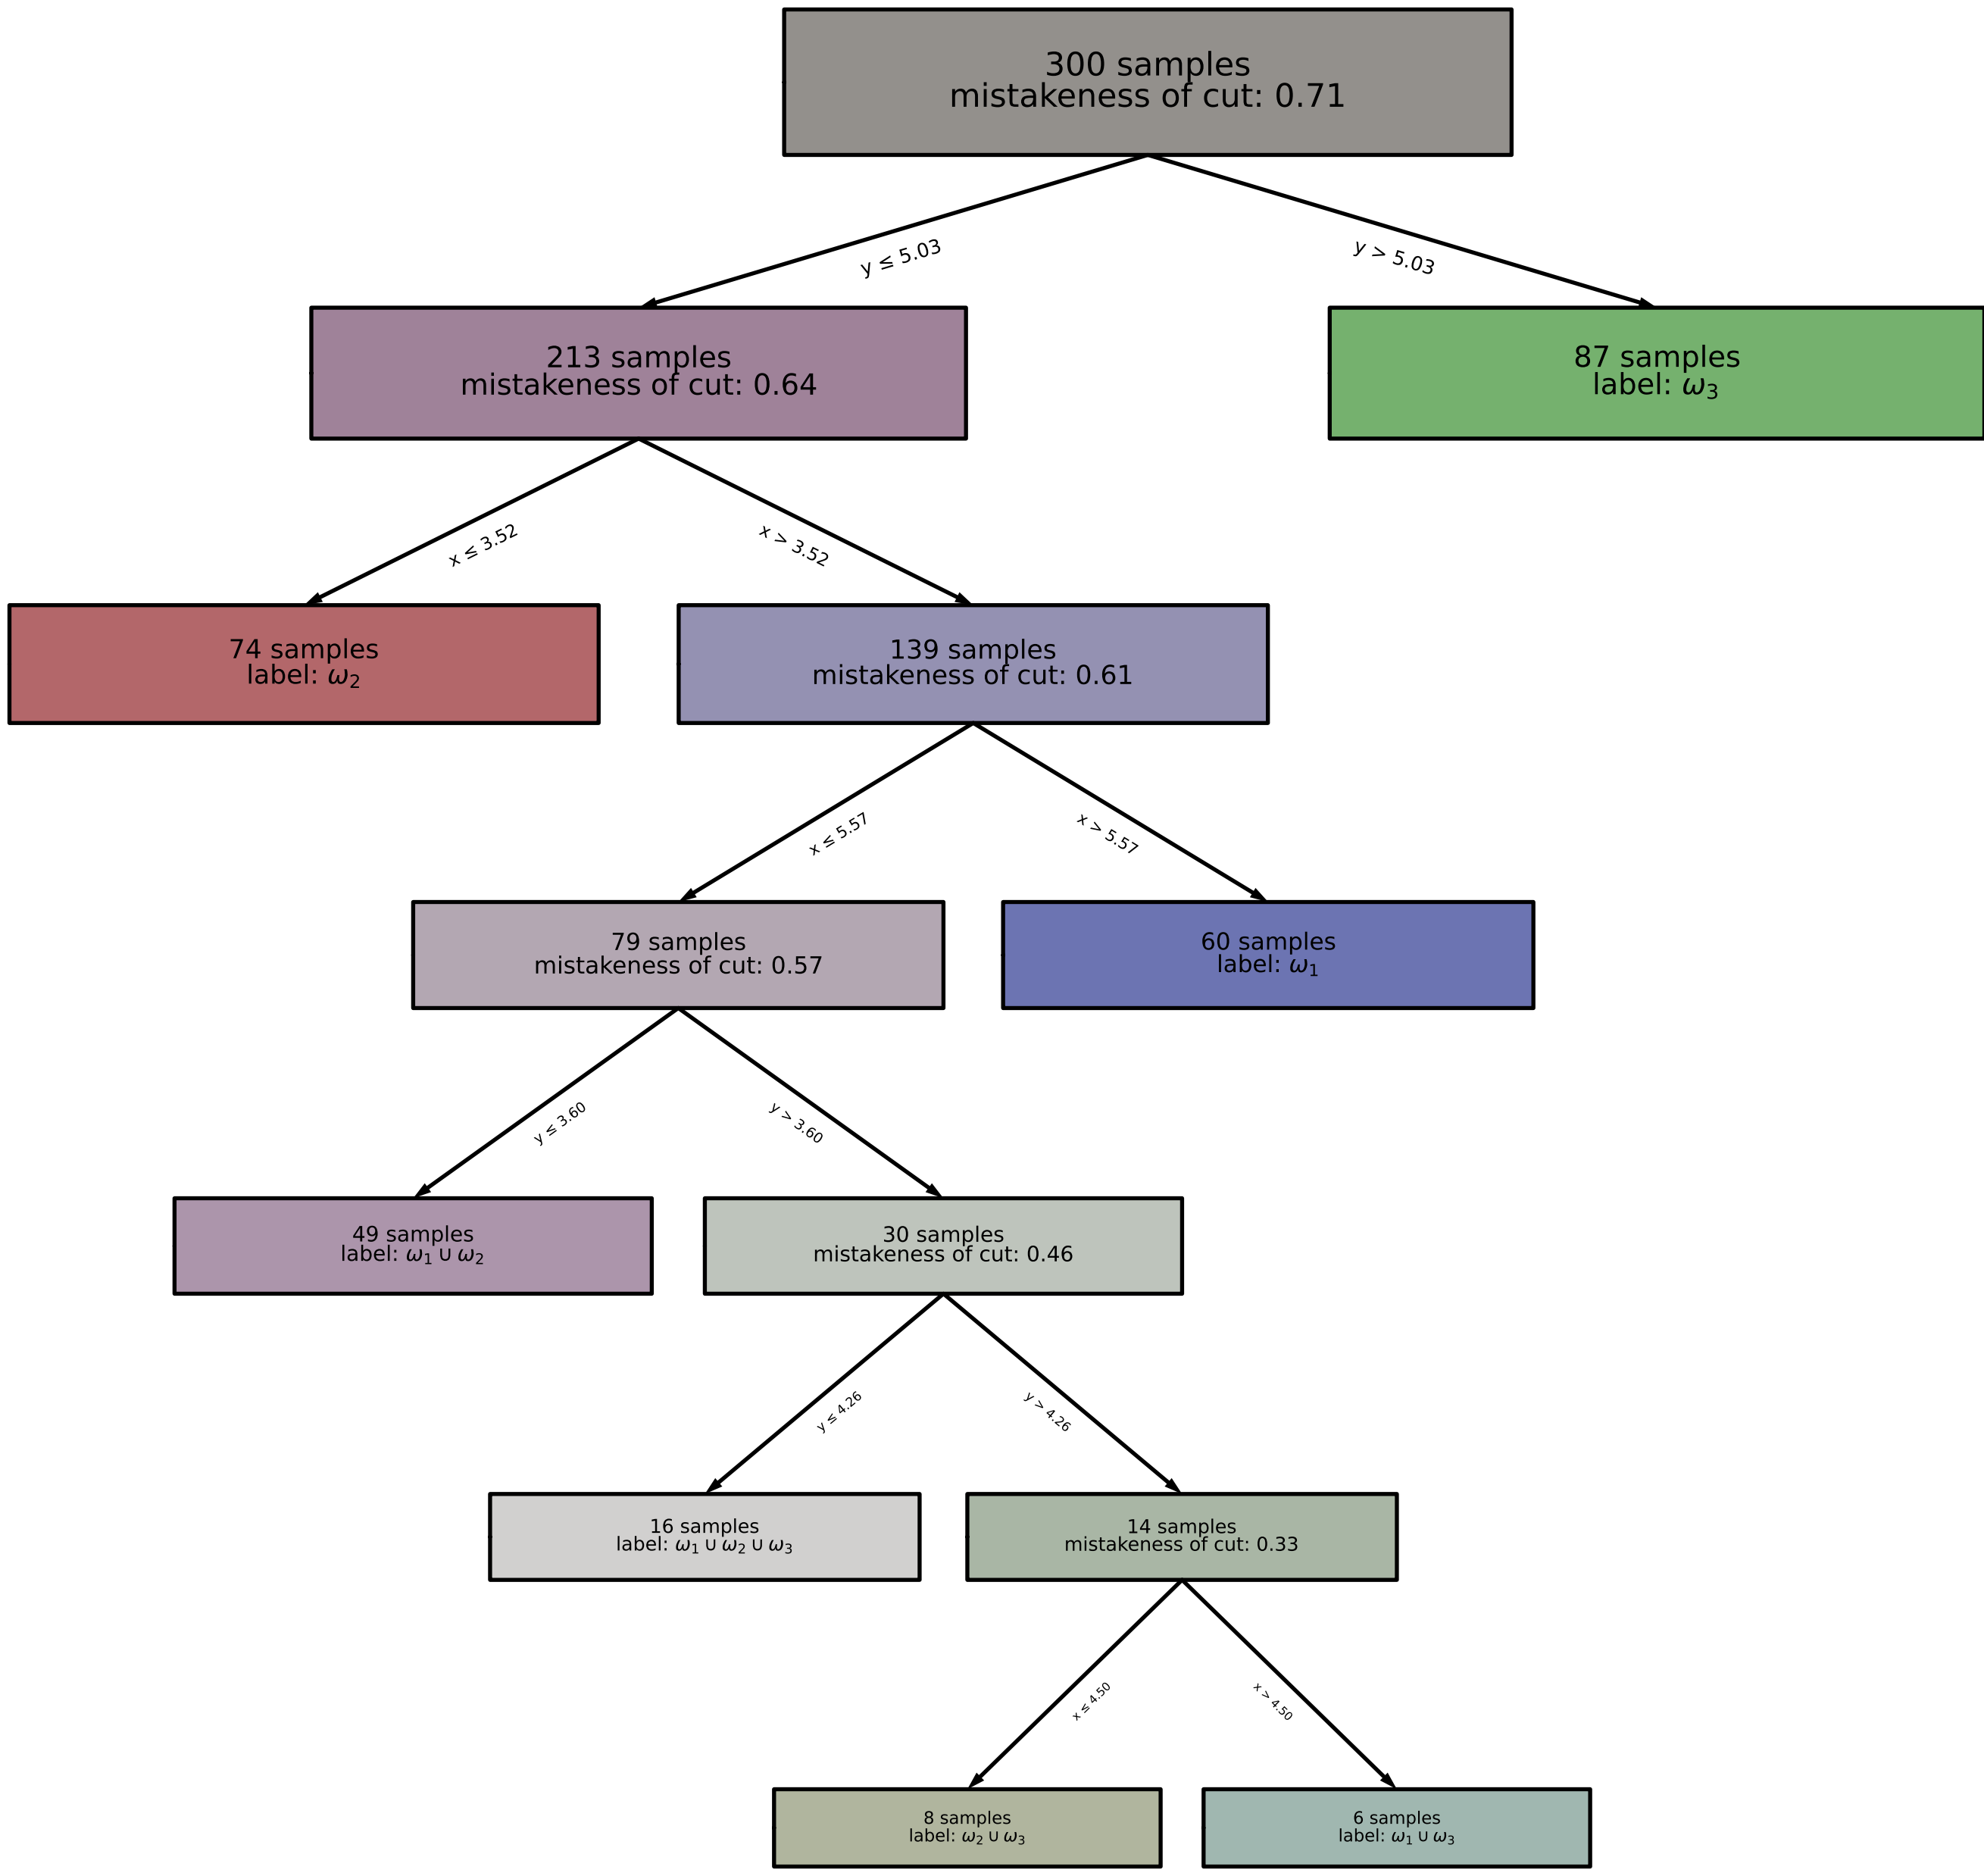 300 samples
mistakeness of cut: 0.71
y ≤ 5.03
y > 5.03
213 samples
mistakeness of cut: 0.64
87 samples
label: ω₃
x ≤ 3.52
x > 3.52
74 samples
label: ω₂
139 samples
mistakeness of cut: 0.61
x ≤ 5.57
x > 5.57
79 samples
mistakeness of cut: 0.57
60 samples
label: ω₁
y ≤ 3.60
y > 3.60
49 samples
label: ω₁ ∪ ω₂
30 samples
mistakeness of cut: 0.46
y ≤ 4.26
y > 4.26
16 samples
label: ω₁ ∪ ω₂ ∪ ω₃
14 samples
mistakeness of cut: 0.33
x ≤ 4.50
x > 4.50
8 samples
label: ω₂ ∪ ω₃
6 samples
label: ω₁ ∪ ω₃